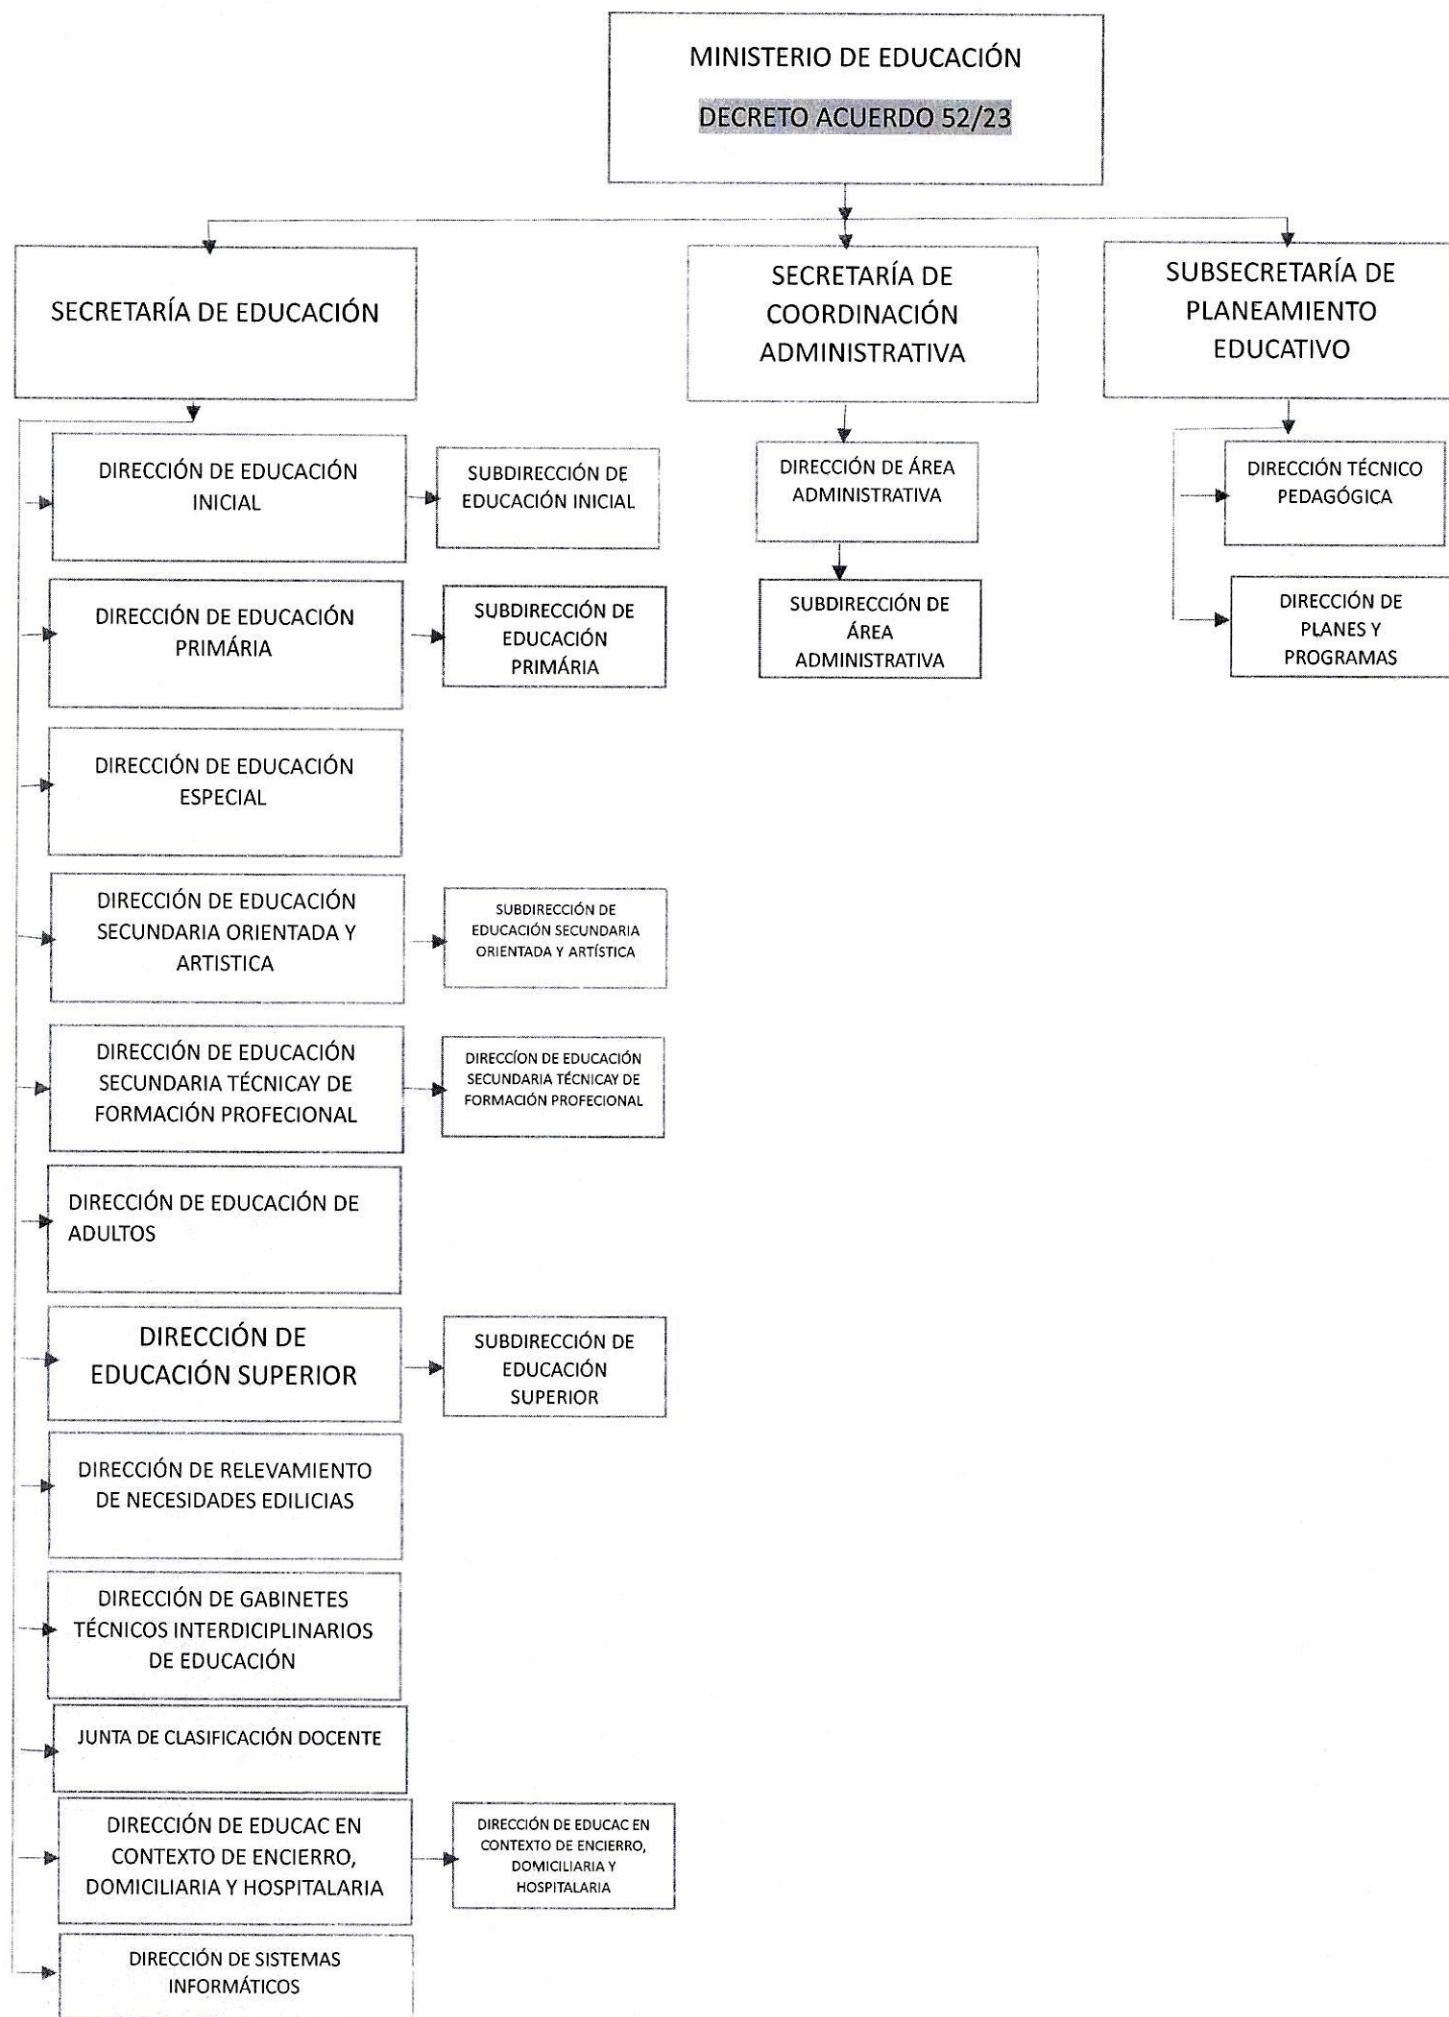 MINISTERIO DE EDUCACIÓN
DECRETO ACUERDO 52/23
SECRETARÍA DE EDUCACIÓN
SECRETARÍA DE
COORDINACIÓN
ADMINISTRATIVA
SUBSECRETARÍA DE
PLANEAMIENTO
EDUCATIVO
DIRECCIÓN DE EDUCACIÓN
INICIAL
SUBDIRECCIÓN DE
EDUCACIÓN INICIAL
DIRECCIÓN DE ÁREA
ADMINISTRATIVA
DIRECCIÓN TÉCNICO
PEDAGÓGICA
DIRECCIÓN DE EDUCACIÓN
PRIMÁRIA
SUBDIRECCIÓN DE
EDUCACIÓN
PRIMÁRIA
SUBDIRECCIÓN DE
ÁREA
ADMINISTRATIVA
DIRECCIÓN DE
PLANES Y
PROGRAMAS
DIRECCIÓN DE EDUCACIÓN
ESPECIAL
DIRECCIÓN DE EDUCACIÓN
SECUNDARIA ORIENTADA Y
ARTISTICA
SUBDIRECCIÓN DE
EDUCACIÓN SECUNDARIA
ORIENTADA Y ARTÍSTICA
DIRECCIÓN DE EDUCACIÓN
SECUNDARIA TÉCNICAY DE
FORMACIÓN PROFECIONAL
DIRECCÍON DE EDUCACIÓN
SECUNDARIA TÉCNICAY DE
FORMACIÓN PROFECIONAL
DIRECCIÓN DE EDUCACIÓN DE
ADULTOS
DIRECCIÓN DE
EDUCACIÓN SUPERIOR
SUBDIRECCIÓN DE
EDUCACIÓN
SUPERIOR
DIRECCIÓN DE RELEVAMIENTO
DE NECESIDADES EDILICIAS
DIRECCIÓN DE GABINETES
TÉCNICOS INTERDICIPLINARIOS
DE EDUCACIÓN
JUNTA DE CLASIFICACIÓN DOCENTE
DIRECCIÓN DE EDUCAC EN
CONTEXTO DE ENCIERRO,
DOMICILIARIA Y HOSPITALARIA
DIRECCIÓN DE EDUCAC EN
CONTEXTO DE ENCIERRO,
DOMICILIARIA Y
HOSPITALARIA
DIRECCIÓN DE SISTEMAS
INFORMÁTICOS